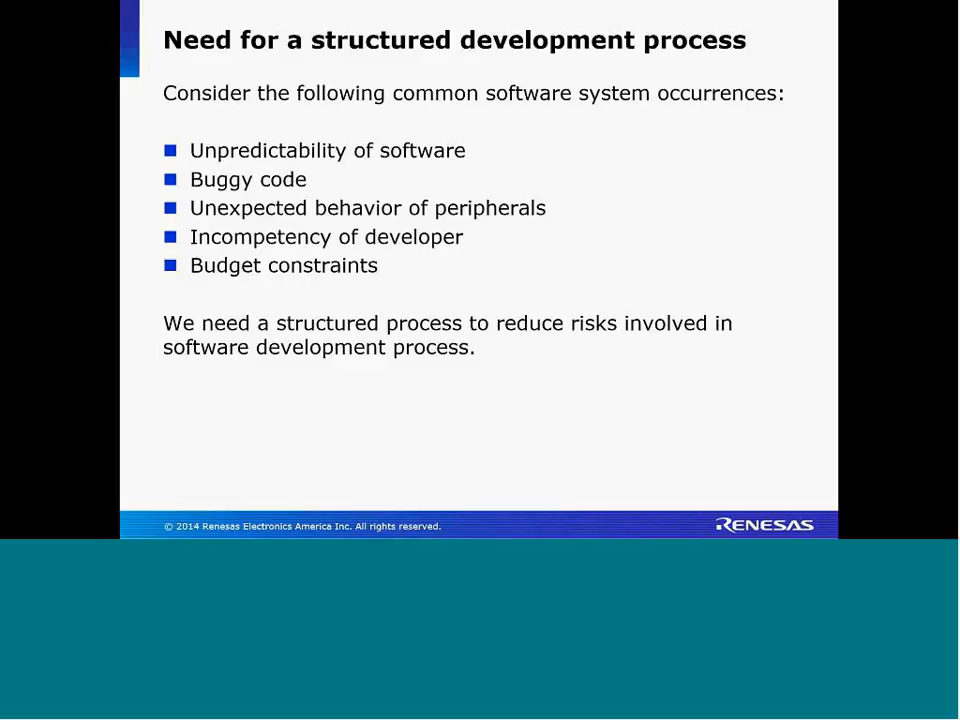 Need for a structured development process
Consider the following common software system occurrences:
Unpredictability of software
Buggy code
Unexpected behavior of peripherals
Incompetency of developer
Budget constraints
We need a structured process to reduce risks involved in
software development process.
© 2014 Renesas Electronics America Inc. All rights reserved.
RENESAS